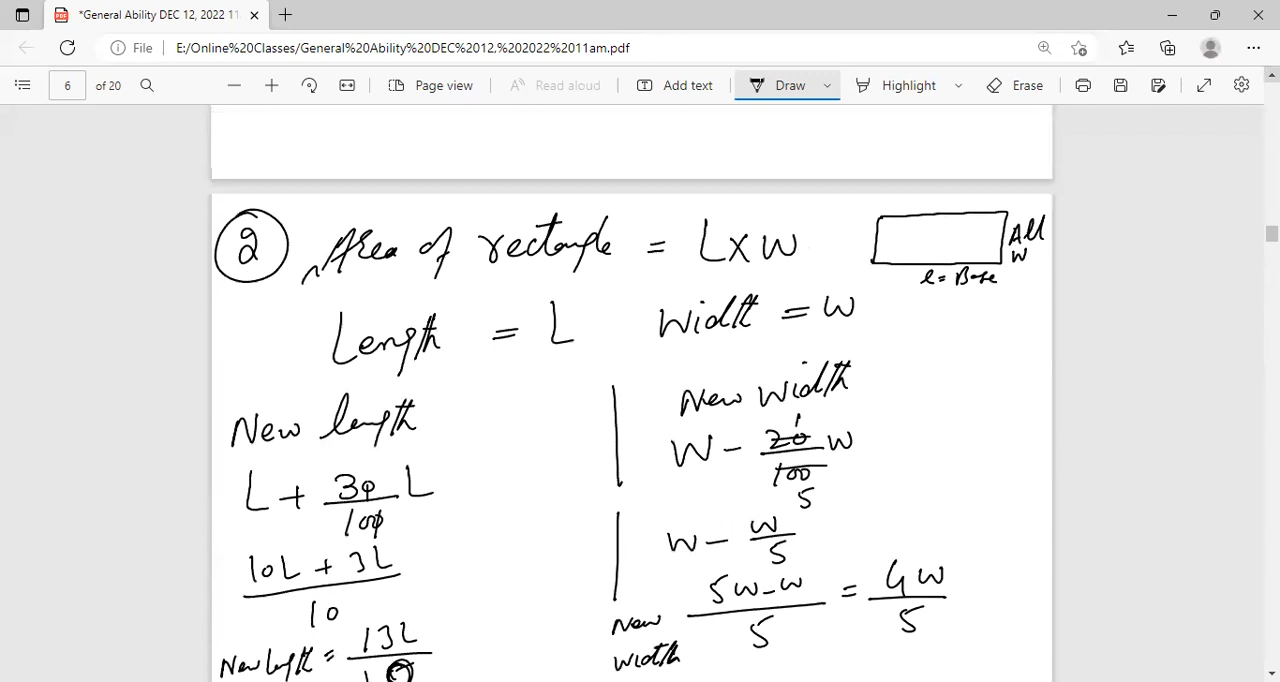 *General Ability DEC 12, 2022 11
File E:/Online%20Classes/General%20Ability%20DEC%2012,%202022%2011am.pdf
6 of 20 Page view Read aloud Add text Draw Highlight Erase
2 Area of rectangle = L x W
W
l = Base
Length = L Width = W
New length
L + 30/100 L
10L + 3L / 10
New length = 13L / 10
New width
W - 20/100 W
1
5
W - W/5
New width 5W - W / 5 = 4W / 5